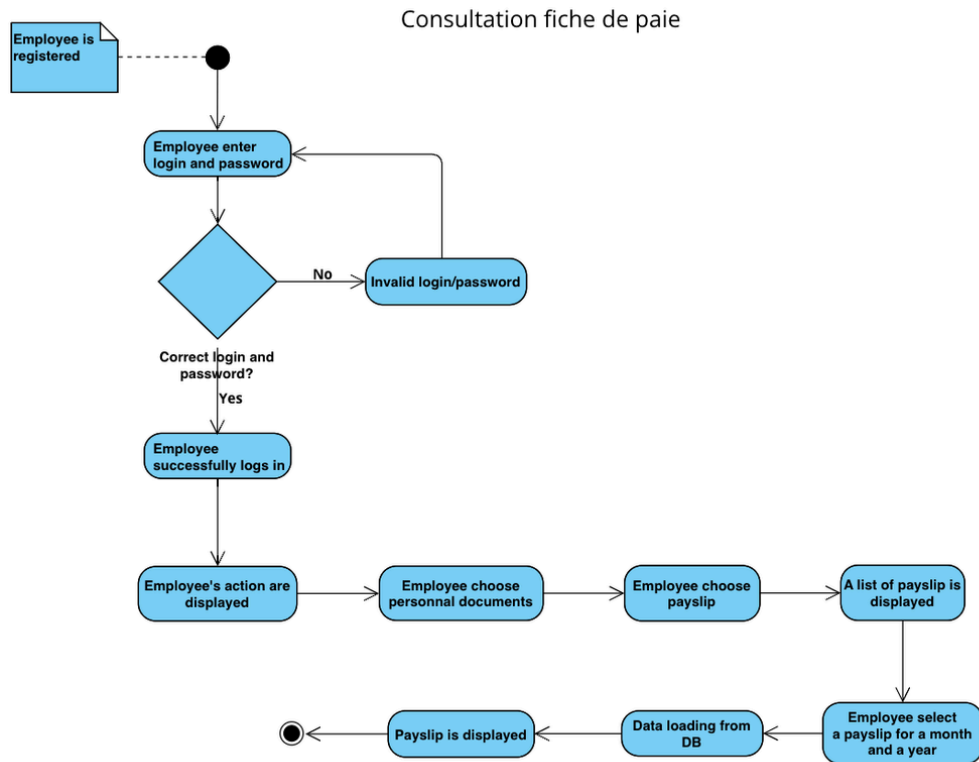 Consultation fiche de paie
Employee is
registered
Employee enter
login and password
No
Invalid login/password
Correct login and
password?
Yes
Employee
successfully logs in
Employee's action are
displayed
Employee choose
personnal documents
Employee choose
payslip
A list of payslip is
displayed
Employee select
a payslip for a month
and a year
Data loading from
DB
Payslip is displayed